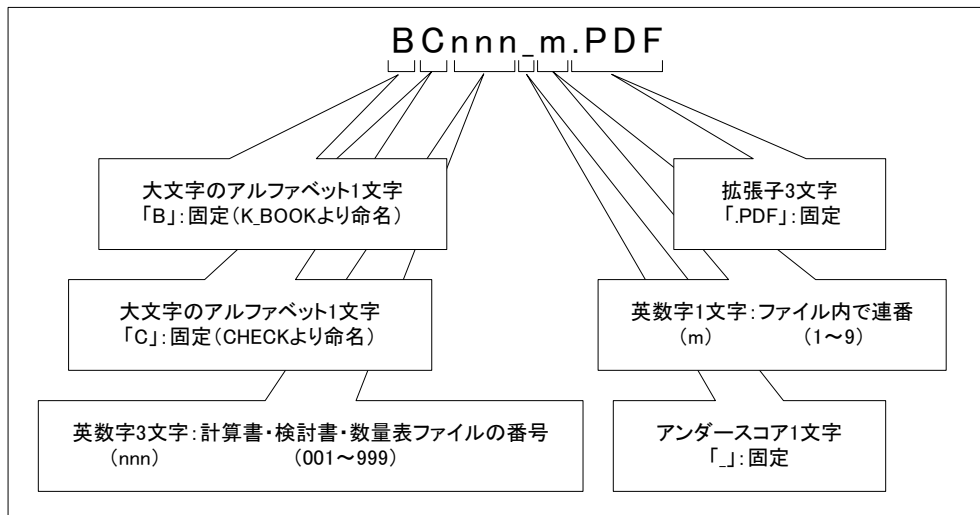 BCnnn_m.PDF
大文字のアルファベット1文字
「B」:固定(K_BOOKより命名)
拡張子3文字
「.PDF」:固定
大文字のアルファベット1文字
「C」:固定(CHECKより命名)
英数字1文字:ファイル内で連番
(m) (1～9)
英数字3文字:計算書・検討書・数量表ファイルの番号
(nnn) (001～999)
アンダースコア1文字
「_」:固定